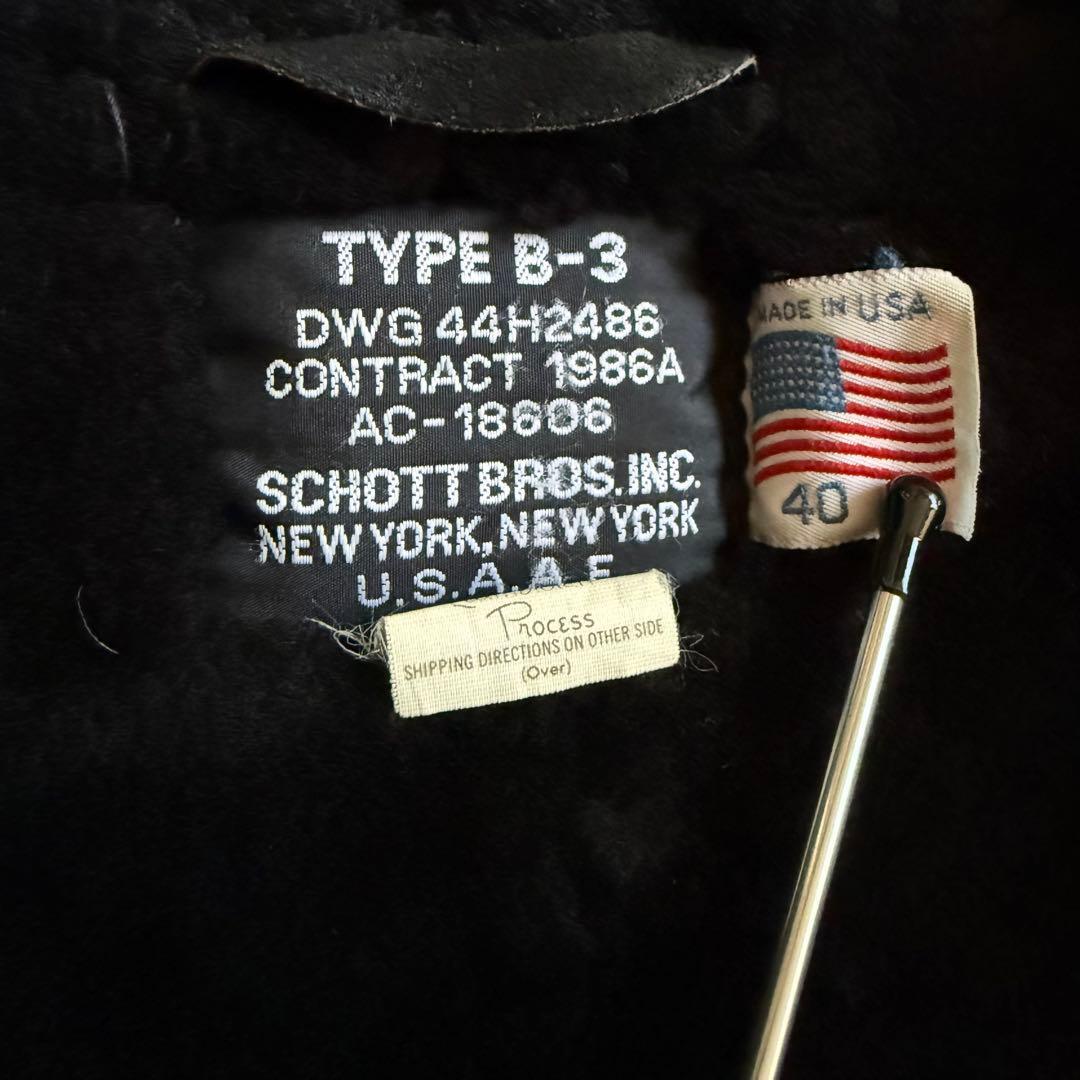 TYPE B-3
DWG 44H2486
CONTRACT 1986A
AC-18606
SCHOTT BROS. INC.
NEW YORK, NEW YORK
U.S.A.A.F.
Process
SHIPPING DIRECTIONS ON OTHER SIDE
(Over)
MADE IN USA
40